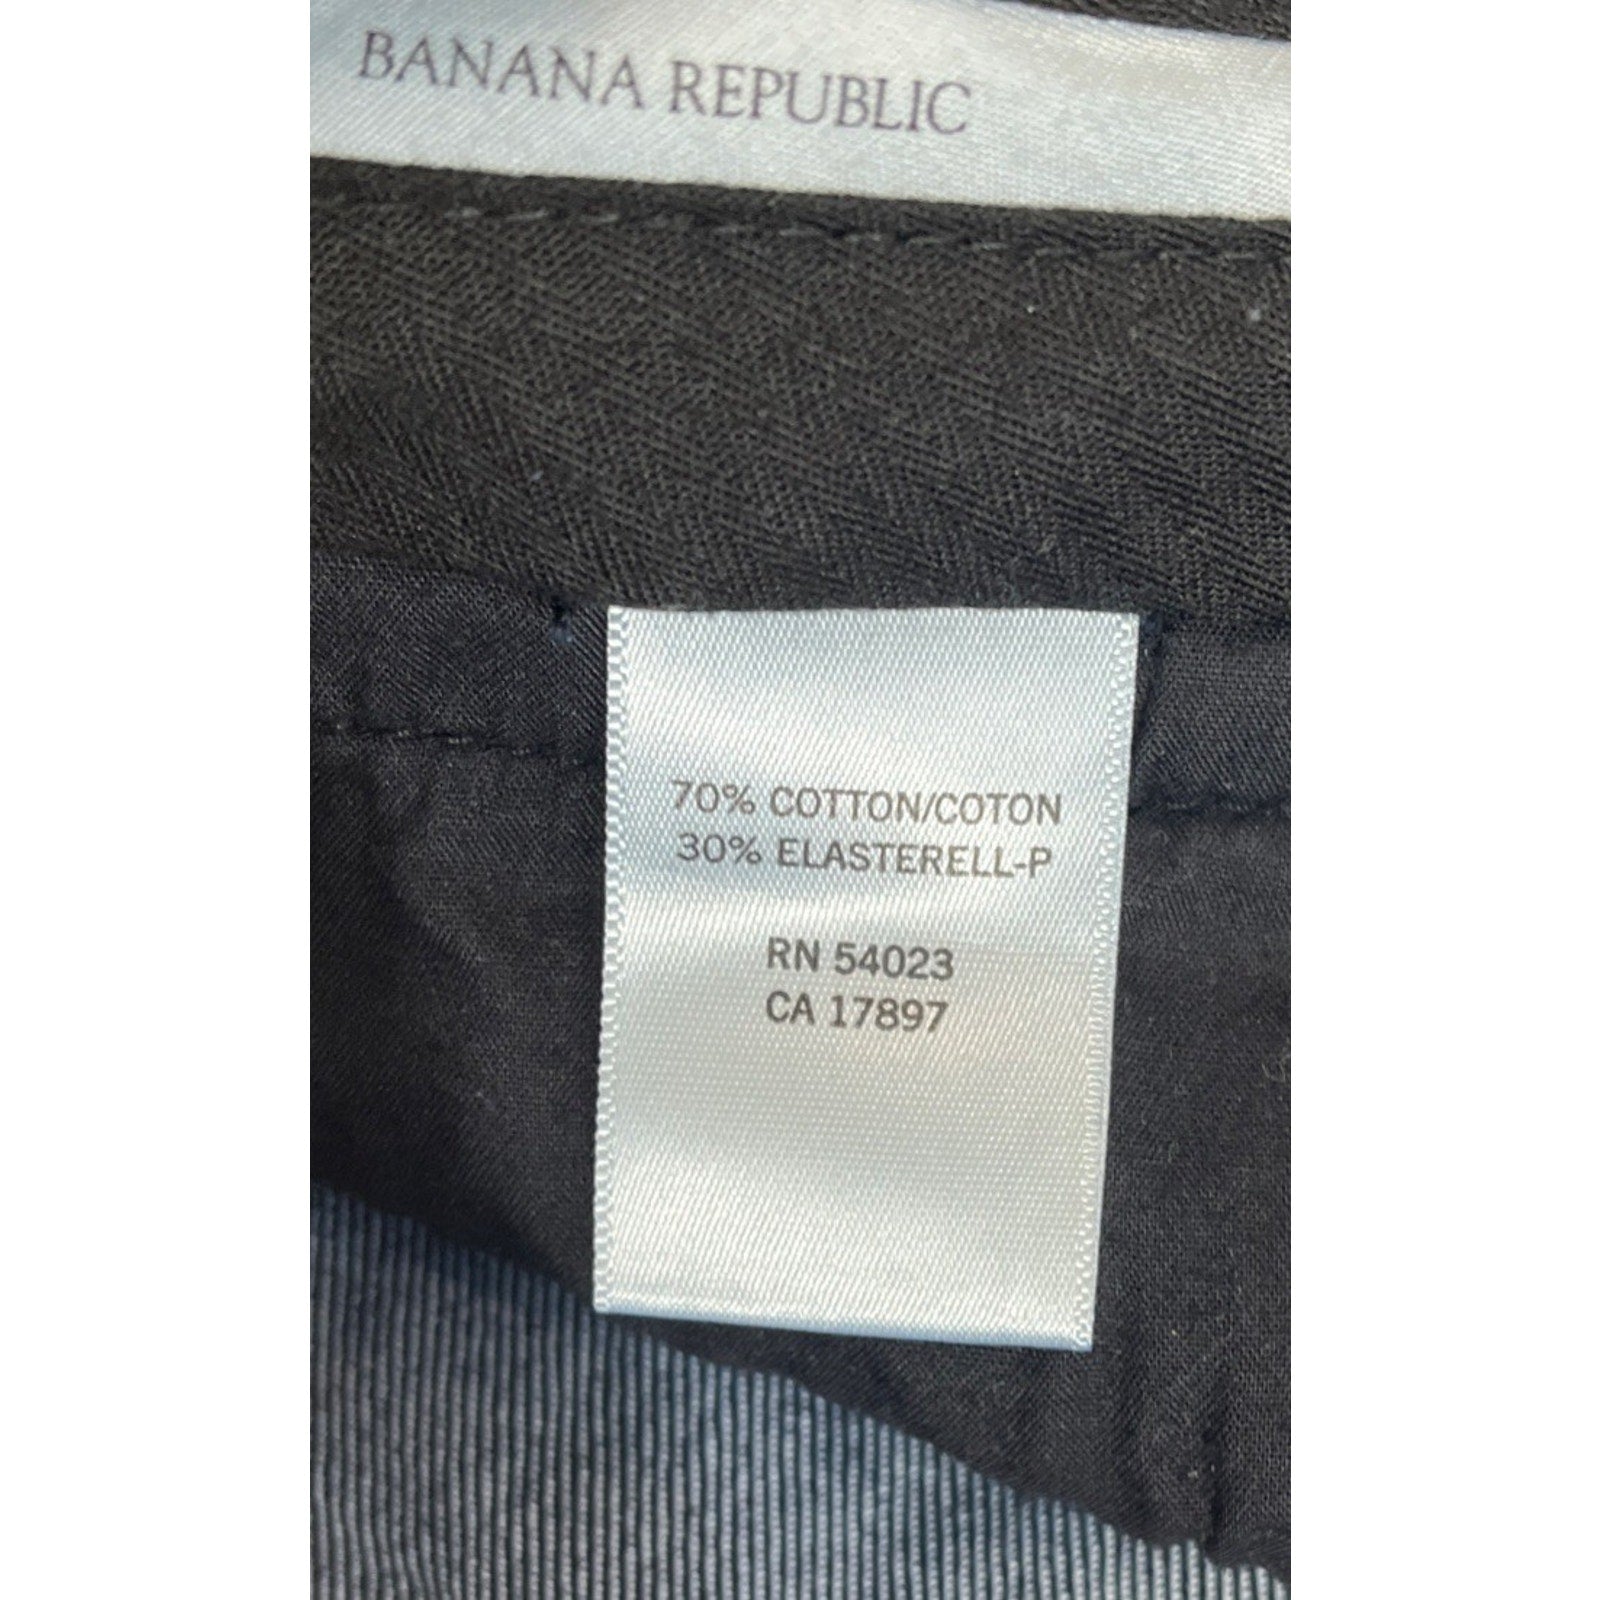 BANANA REPUBLIC
70% COTTON/COTON
30% ELASTERELL-P
RN 54023
CA 17897